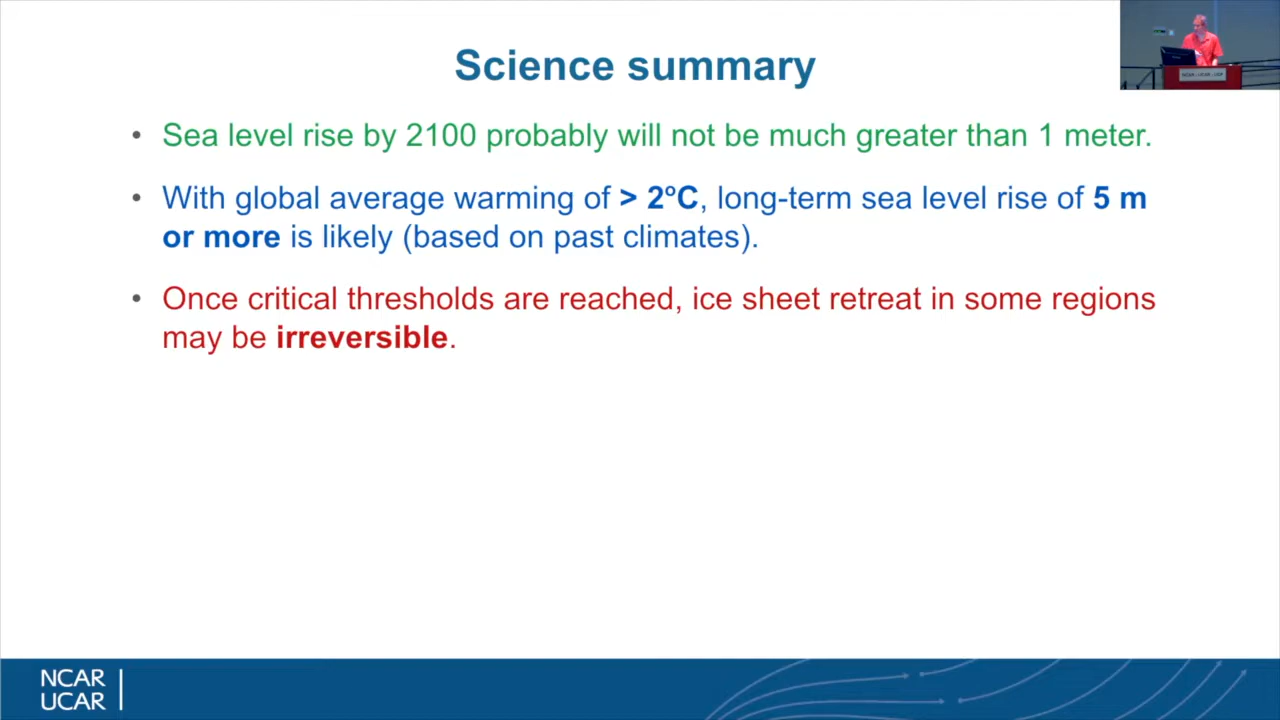 Science summary
• Sea level rise by 2100 probably will not be much greater than 1 meter.
• With global average warming of > 2°C, long-term sea level rise of 5 m
or more is likely (based on past climates).
• Once critical thresholds are reached, ice sheet retreat in some regions
may be irreversible.
NCAR
UCAR